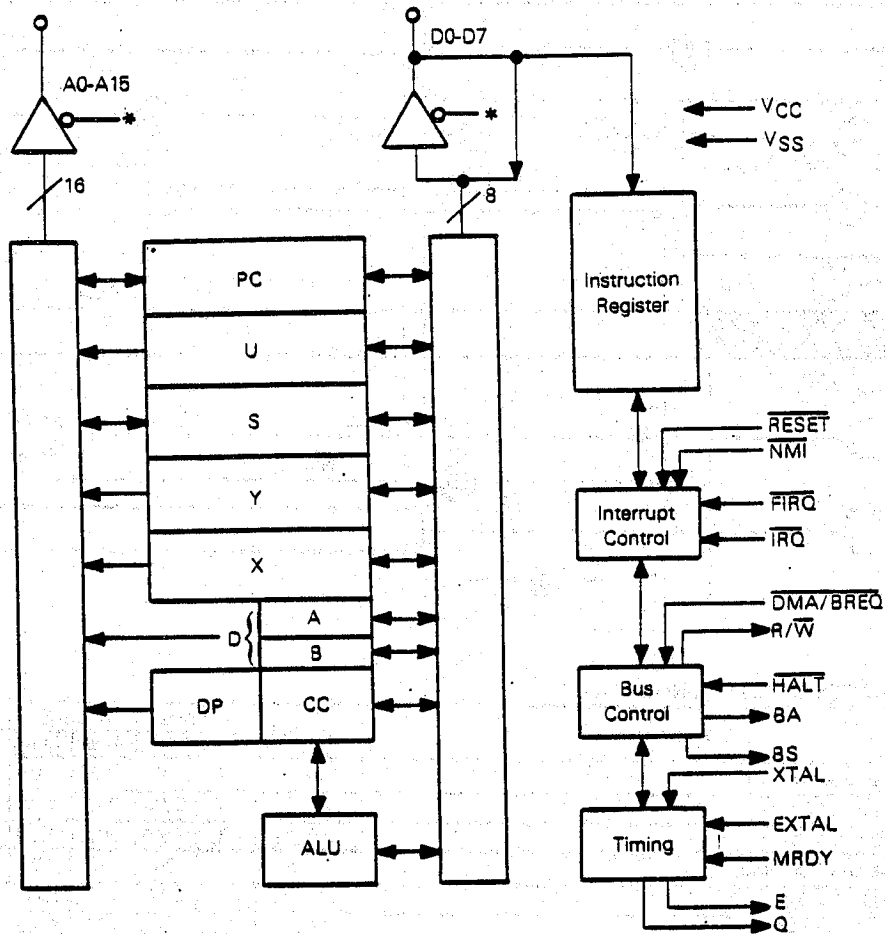 D0-D7
A0-A15
*
*
VCC
VSS
16
8
PC
U
S
Y
X
D{
A
B
DP
CC
ALU
Instruction
Register
RESET
NMI
Interrupt
Control
FIRQ
IRQ
DMA/BREQ
R/W
Bus
Control
HALT
BA
BS
XTAL
Timing
EXTAL
MRDY
E
Q